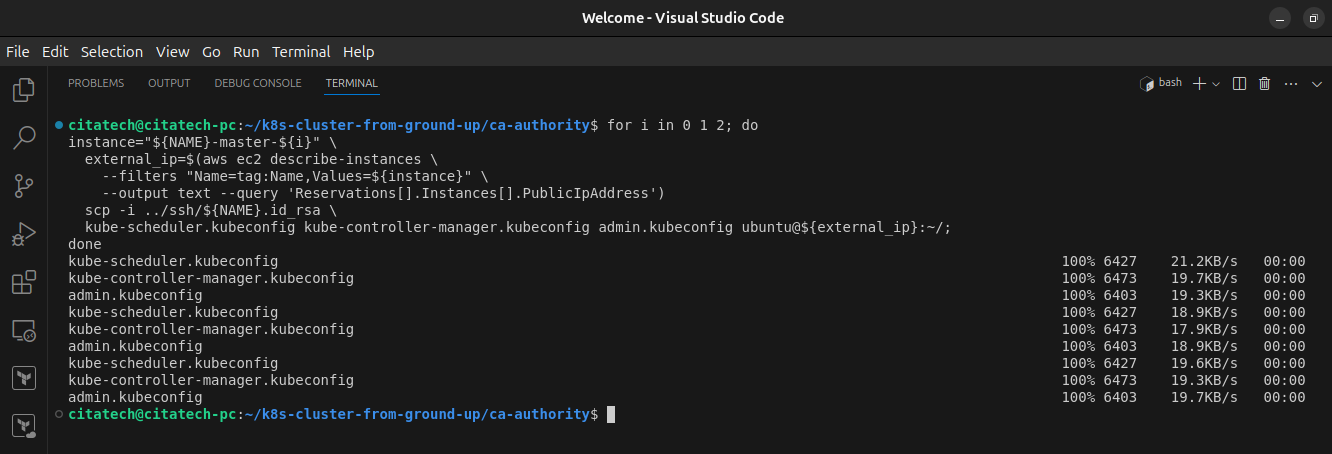 Welcome - Visual Studio Code
File Edit Selection View Go Run Terminal Help
PROBLEMS OUTPUT DEBUG CONSOLE TERMINAL bash
citatech@citatech-pc:~/k8s-cluster-from-ground-up/ca-authority$ for i in 0 1 2; do
instance="${NAME}-master-${i}" \
  external_ip=$(aws ec2 describe-instances \
    --filters "Name=tag:Name,Values=${instance}" \
    --output text --query 'Reservations[].Instances[].PublicIpAddress')
  scp -i ../ssh/${NAME}.id_rsa \
  kube-scheduler.kubeconfig kube-controller-manager.kubeconfig admin.kubeconfig ubuntu@${external_ip}:~/;
done
kube-scheduler.kubeconfig 100% 6427 21.2KB/s 00:00
kube-controller-manager.kubeconfig 100% 6473 19.7KB/s 00:00
admin.kubeconfig 100% 6403 19.3KB/s 00:00
kube-scheduler.kubeconfig 100% 6427 18.9KB/s 00:00
kube-controller-manager.kubeconfig 100% 6473 17.9KB/s 00:00
admin.kubeconfig 100% 6403 18.9KB/s 00:00
kube-scheduler.kubeconfig 100% 6427 19.6KB/s 00:00
kube-controller-manager.kubeconfig 100% 6473 19.3KB/s 00:00
admin.kubeconfig 100% 6403 19.7KB/s 00:00
citatech@citatech-pc:~/k8s-cluster-from-ground-up/ca-authority$